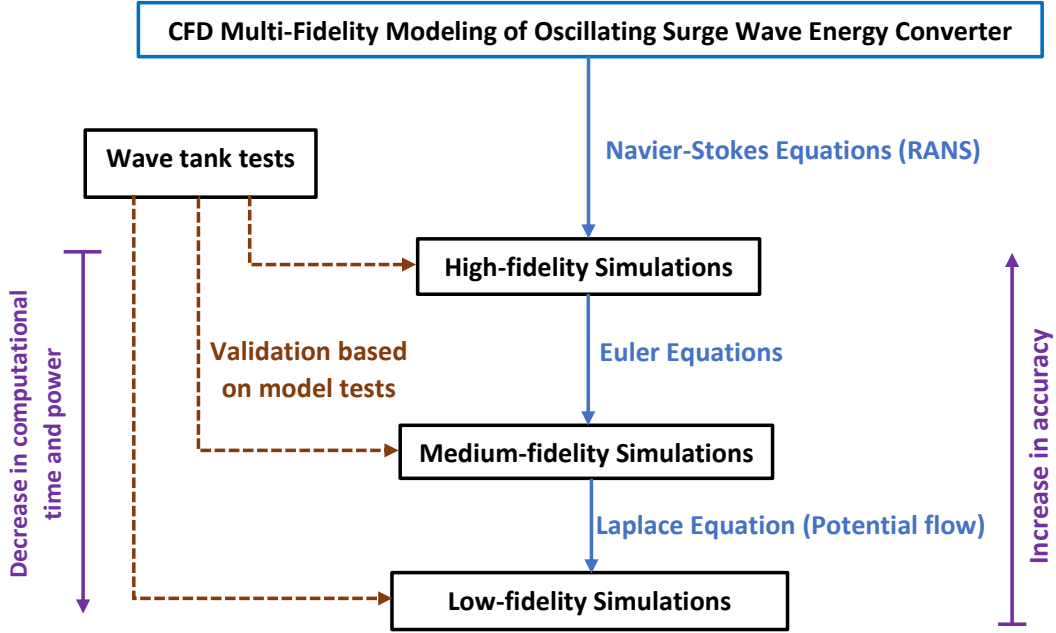 CFD Multi-Fidelity Modeling of Oscillating Surge Wave Energy Converter
Wave tank tests
Navier-Stokes Equations (RANS)
High-fidelity Simulations
Validation based
on model tests
Euler Equations
Medium-fidelity Simulations
Laplace Equation (Potential flow)
Low-fidelity Simulations
Decrease in computational
time and power
Increase in accuracy